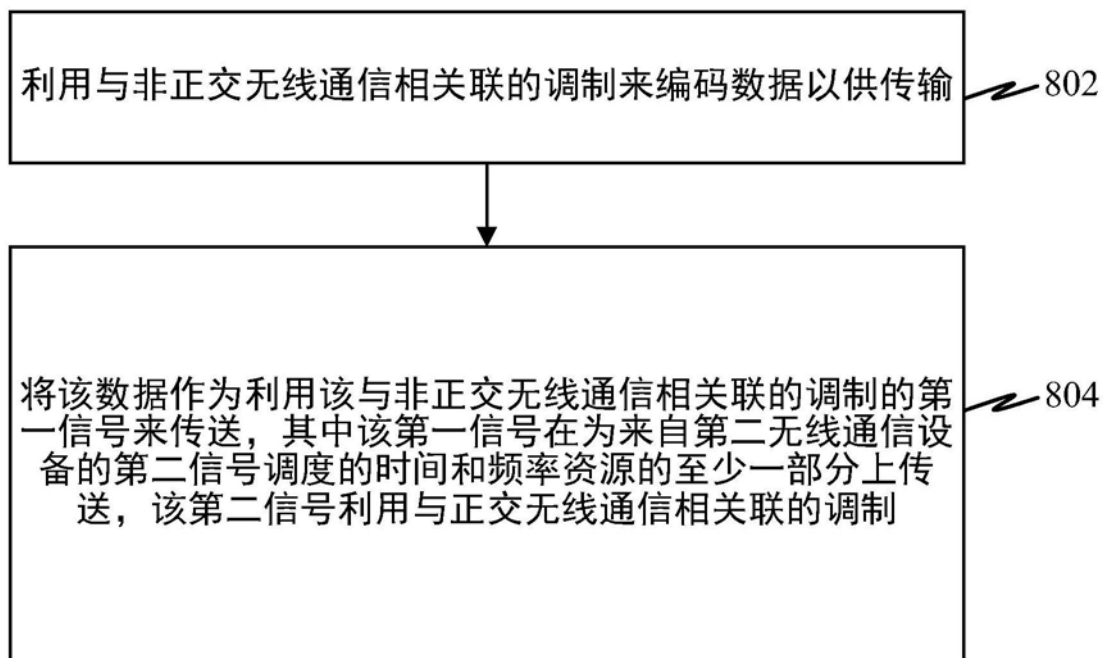 利用与非正交无线通信相关联的调制来编码数据以供传输
802
将该数据作为利用该与非正交无线通信相关联的调制的第
一信号来传送，其中该第一信号在为来自第二无线通信设
备的第二信号调度的时间和频率资源的至少一部分上传
送，该第二信号利用与正交无线通信相关联的调制
804